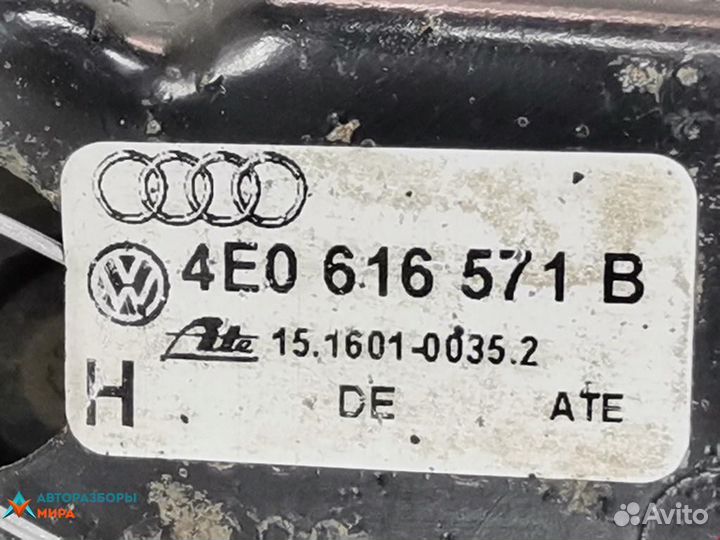 4E0 616 571 B
Ate 15.1601-0035.2
H DE ATE
АВТОРАЗБОРЫ
МИРА
Avito